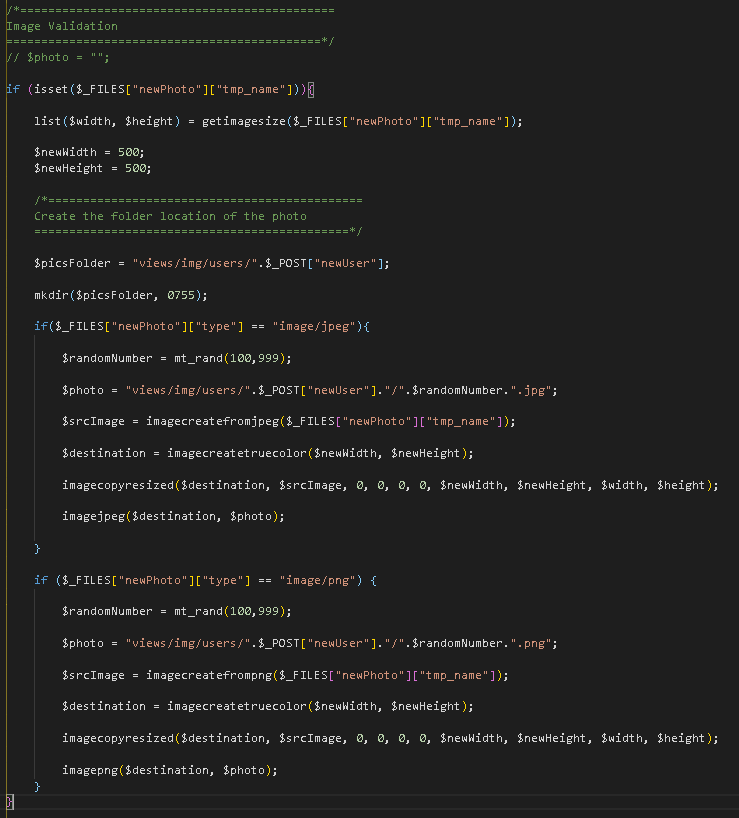 /*=============================================
Image Validation
=============================================*/
// $photo = "";
if (isset($_FILES["newPhoto"]["tmp_name"])){
list($width, $height) = getimagesize($_FILES["newPhoto"]["tmp_name"]);
$newWidth = 500;
$newHeight = 500;
/*=============================================
Create the folder location of the photo
=============================================*/
$picsFolder = "views/img/users/".$_POST["newUser"];
mkdir($picsFolder, 0755);
if($_FILES["newPhoto"]["type"] == "image/jpeg"){
$randomNumber = mt_rand(100,999);
$photo = "views/img/users/".$_POST["newUser"]."/".$randomNumber.".jpg";
$srcImage = imagecreatefromjpeg($_FILES["newPhoto"]["tmp_name"]);
$destination = imagecreatetruecolor($newWidth, $newHeight);
imagecopyresized($destination, $srcImage, 0, 0, 0, 0, $newWidth, $newHeight, $width, $height);
imagejpeg($destination, $photo);
}
if ($_FILES["newPhoto"]["type"] == "image/png") {
$randomNumber = mt_rand(100,999);
$photo = "views/img/users/".$_POST["newUser"]."/".$randomNumber.".png";
$srcImage = imagecreatefrompng($_FILES["newPhoto"]["tmp_name"]);
$destination = imagecreatetruecolor($newWidth, $newHeight);
imagecopyresized($destination, $srcImage, 0, 0, 0, 0, $newWidth, $newHeight, $width, $height);
imagepng($destination, $photo);
}
}